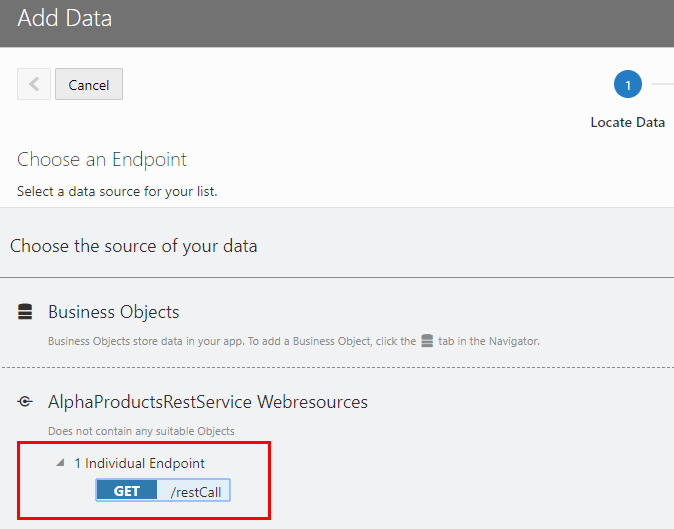 Add Data
Cancel
1
Locate Data
Choose an Endpoint
Select a data source for your list.
Choose the source of your data
Business Objects
Business Objects store data in your app. To add a Business Object, click the tab in the Navigator.
AlphaProductsRestService Webresources
Does not contain any suitable Objects
1 Individual Endpoint
GET /restCall